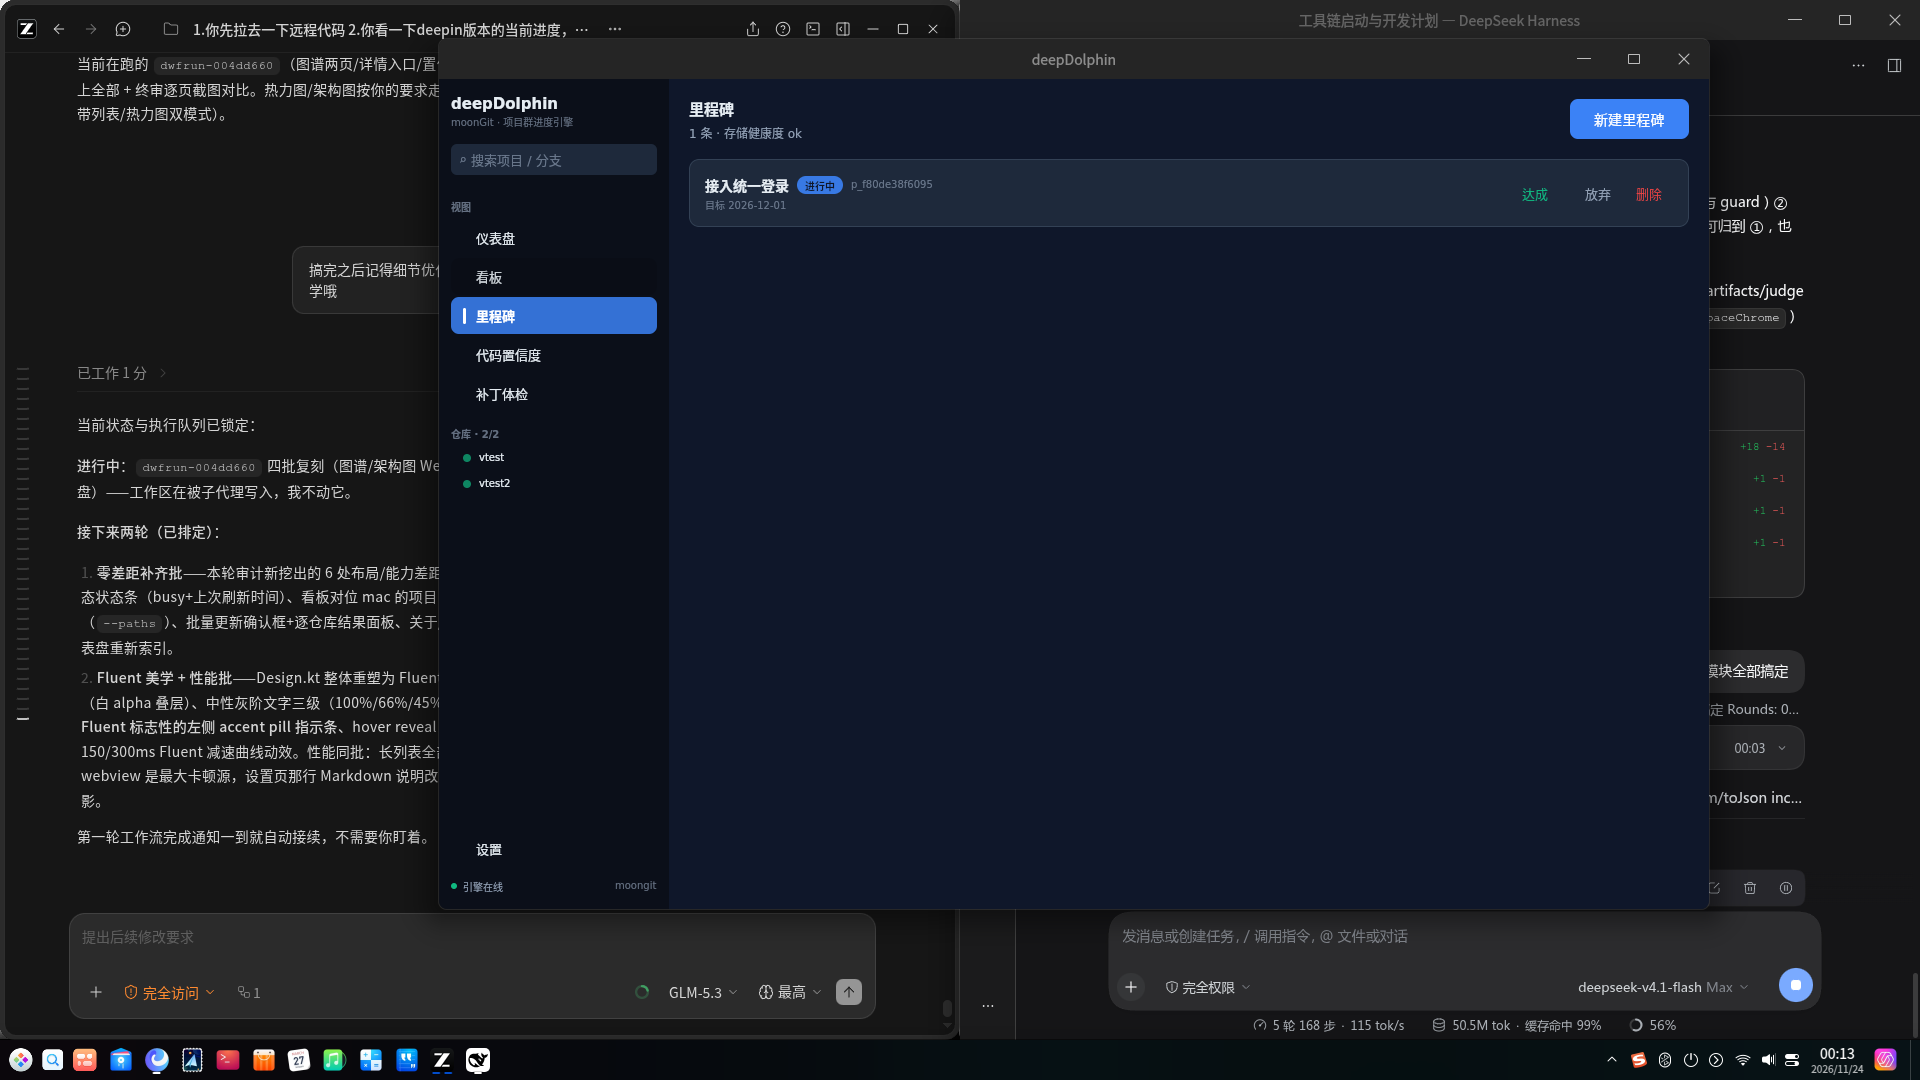 1.你先拉去一下远程代码 2.你看一下deepin版本的当前进度，… ···
当前在跑的 dwfrun-004dd660（图谱两页/详情入口/置
上全部 + 终审逐页截图对比。热力图/架构图按你的要求走
带列表/热力图双模式）。
搞完之后记得细节优
学哦
已工作 1 分
当前状态与执行队列已锁定：
进行中： dwfrun-004dd660 四批复刻（图谱/架构图 We
盘）——工作区在被子代理写入，我不动它。
接下来两轮（已排定）：
1. 零差距补齐批——本轮审计新挖出的 6 处布局/能力差距
态状态条（busy+上次刷新时间）、看板对位 mac 的项目
（ --paths ）、批量更新确认框+逐仓库结果面板、关于
表盘重新索引。
2. Fluent 美学 + 性能批——Design.kt 整体重塑为 Fluent
（白 alpha 叠层）、中性灰阶文字三级（100%/66%/45%
Fluent 标志性的左侧 accent pill 指示条、hover reveal
150/300ms Fluent 减速曲线动效。性能同批：长列表全
webview 是最大卡顿源，设置页那行 Markdown 说明改
影。
第一轮工作流完成通知一到就自动接续，不需要你盯着。
提出后续修改要求
完全访问
1
GLM-5.3
最高
deepDolphin
deepDolphin
moonGit · 项目群进度引擎
搜索项目 / 分支
视图
仪表盘
看板
里程碑
代码置信度
补丁体检
仓库 · 2/2
vtest
vtest2
设置
引擎在线
moongit
里程碑
1 条 · 存储健康度 ok
新建里程碑
接入统一登录 进行中 p_f80de38f6095
目标 2026-12-01
达成 放弃 删除
工具链启动与开发计划 — DeepSeek Harness
guard ) ②
可归到 ①，也
artifacts/judge
paceChrome )
+18 -14
+1 -1
+1 -1
+1 -1
模块全部搞定
定 Rounds: 0...
00:03
m/toJson inc...
发消息或创建任务, / 调用指令, @ 文件或对话
完全权限
deepseek-v4.1-flash Max
5 轮 168 步 · 115 tok/s
50.5M tok · 缓存命中 99%
56%
27
00:13
2026/11/24